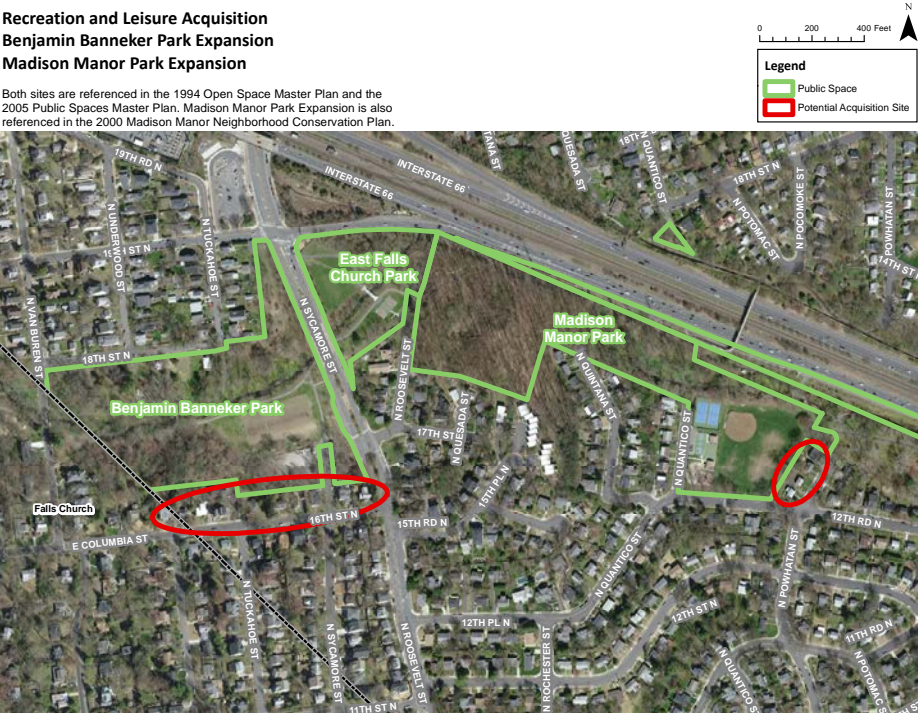 Recreation and Leisure Acquisition
Benjamin Banneker Park Expansion
Madison Manor Park Expansion
Both sites are referenced in the 1994 Open Space Master Plan and the
2005 Public Spaces Master Plan. Madison Manor Park Expansion is also
referenced in the 2000 Madison Manor Neighborhood Conservation Plan.
N
0 200 400 Feet
Legend
Public Space
Potential Acquisition Site
19TH RD N
INTERSTATE 66
INTERSTATE 66
QUESADA ST
N QUANTICO ST
18TH ST N
N POTOMAC ST
N POCOMOKE ST
POWHATAN ST
14TH ST N
N UNDERWOOD ST
N TUCKAHOE ST
N VAN BUREN ST
18TH ST N
N SYCAMORE ST
East Falls
Church Park
Madison
Manor Park
N ROOSEVELT ST
N QUESADA ST
N QUINTANA ST
N QUANTICO ST
Benjamin Banneker Park
17TH ST
15TH PL N
Falls Church
E COLUMBIA ST
16TH ST N
15TH RD N
12TH RD N
N TUCKAHOE ST
N SYCAMORE ST
N ROOSEVELT ST
12TH PL N
N ROCHESTER ST
N QUANTICO ST
12TH ST N
N POWHATAN ST
11TH RD N
N QUANTICO ST
N POTOMAC S
11TH ST N